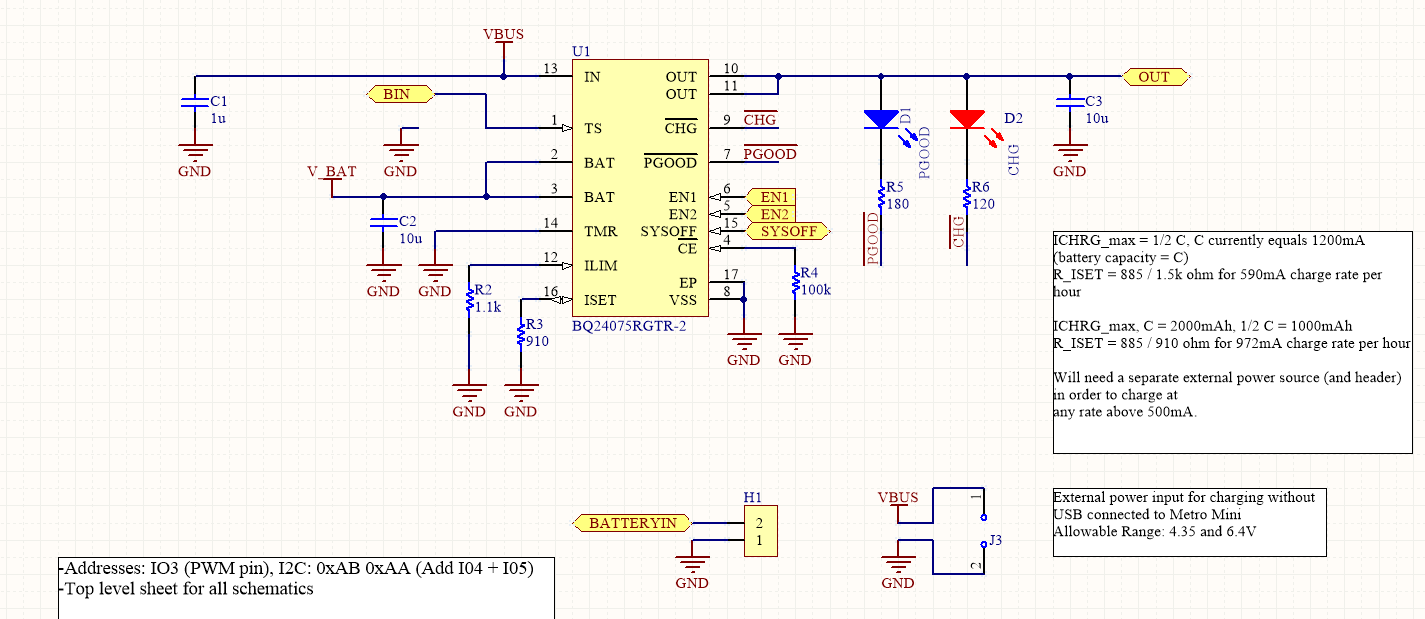 VBUS
U1
13
IN
OUT
10
OUT
11
OUT
BIN
C1
1u
1
TS
CHG
9
CHG
D1
PGOOD
D2
CHG
C3
10u
GND
GND
GND
2
BAT
PGOOD
7
PGOOD
V_BAT
3
BAT
EN1
6
EN1
R5
180
R6
120
EN2
5
EN2
C2
10u
14
TMR
SYSOFF
15
SYSOFF
PGOOD
CHG
CE
4
12
ILIM
GND
GND
R2
1.1k
EP
17
R4
100k
16
ISET
VSS
8
R3
910
BQ24075RGTR-2
GND
GND
GND
GND
ICHRG_max = 1/2 C, C currently equals 1200mA
(battery capacity = C)
R_ISET = 885 / 1.5k ohm for 590mA charge rate per
hour
ICHRG_max, C = 2000mAh, 1/2 C = 1000mAh
R_ISET = 885 / 910 ohm for 972mA charge rate per hour
Will need a separate external power source (and header)
in order to charge at
any rate above 500mA.
H1
BATTERYIN
2
1
GND
VBUS
1
J3
2
GND
External power input for charging without
USB connected to Metro Mini
Allowable Range: 4.35 and 6.4V
-Addresses: IO3 (PWM pin), I2C: 0xAB 0xAA (Add I04 + I05)
-Top level sheet for all schematics